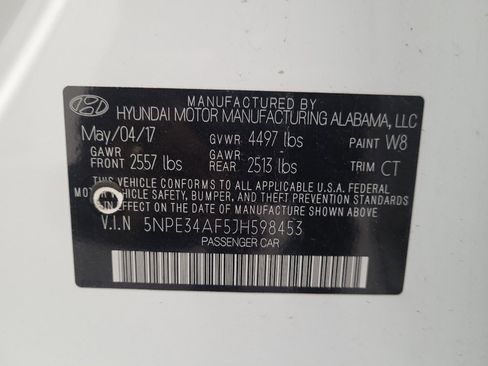 MANUFACTURED BY
HYUNDAI MOTOR MANUFACTURING ALABAMA, LLC
May/04/17 GVWR 4497 lbs PAINT W8
GAWR FRONT 2557 lbs GAWR REAR 2513 lbs TRIM CT
THIS VEHICLE CONFORMS TO ALL APPLICABLE U.S.A. FEDERAL
MOTOR VEHICLE SAFETY, BUMPER, AND THEFT PREVENTION STANDARDS
IN EFFECT ON THE DATE OF MANUFACTURE SHOWN ABOVE.
V.I.N 5NPE34AF5JH598453
PASSENGER CAR